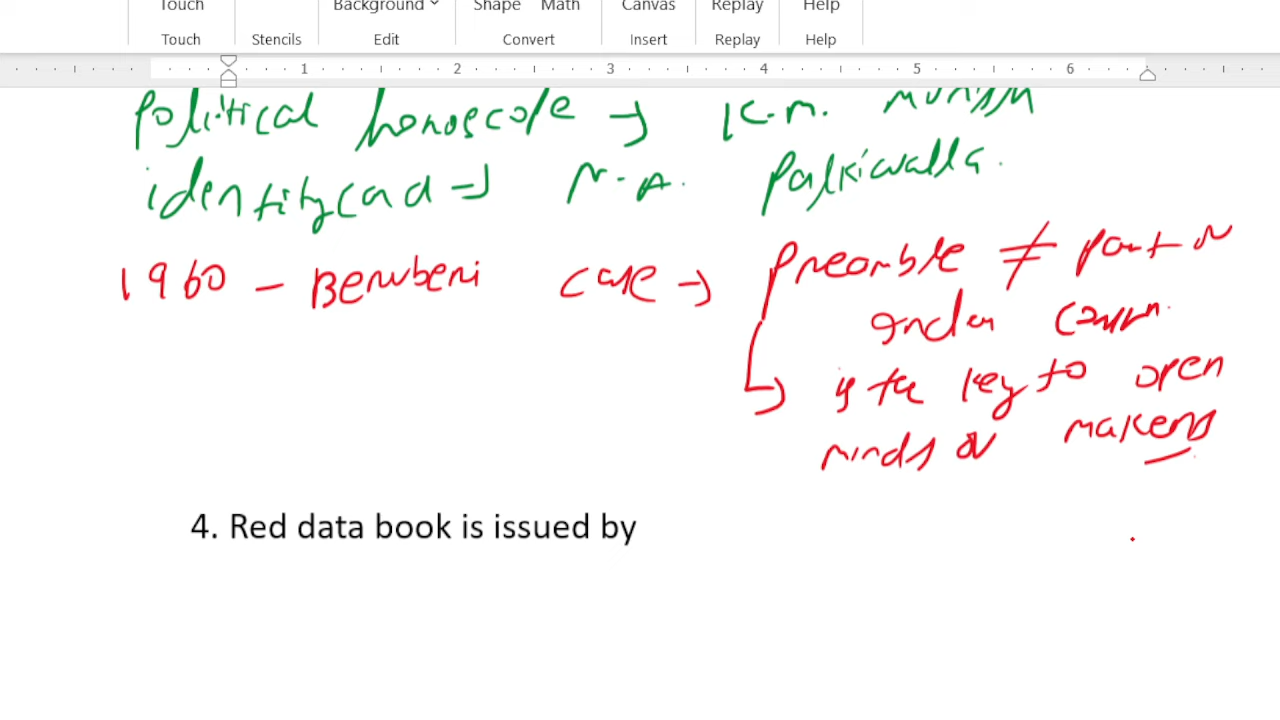 Touch Background Shape Math Canvas Replay Help
Touch Stencils Edit Convert Insert Replay Help
1 2 3 4 5 6
Political horoscope → K.M. Munshi
identity card → N.A. Palkiwalla.
1960 - Beruberi case → Preamble ≠ part of
Indian
is the key to open
minds of makers
4. Red data book is issued by